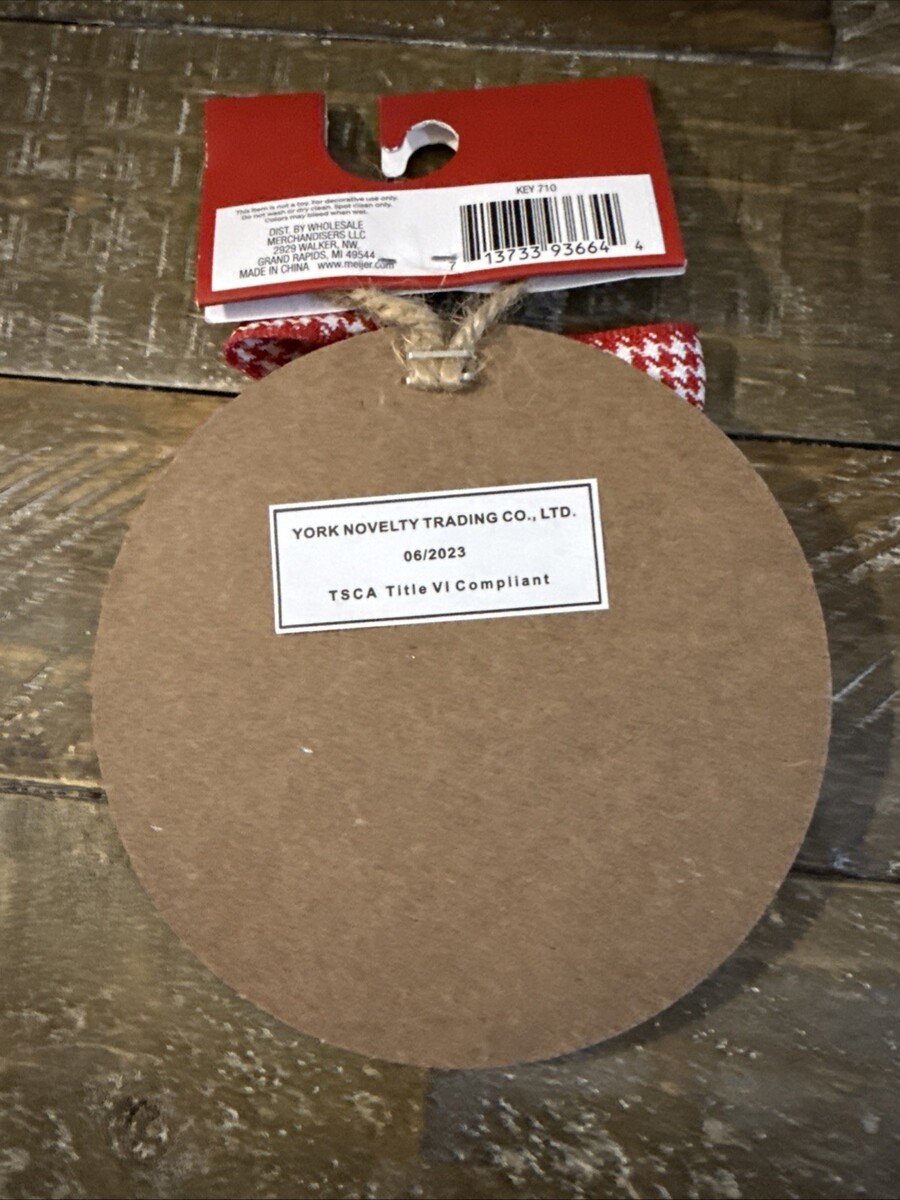 KEY 710
This item is not a toy. For decorative use only.
Do not wash or dry clean. Spot clean only.
Colors may bleed when wet.
DIST. BY WHOLESALE
MERCHANDISERS LLC
2929 WALKER, NW,
GRAND RAPIDS, MI 49544
MADE IN CHINA www.meijer.com
7 13733 93664 4
YORK NOVELTY TRADING CO., LTD.
06/2023
TSCA Title VI Compliant